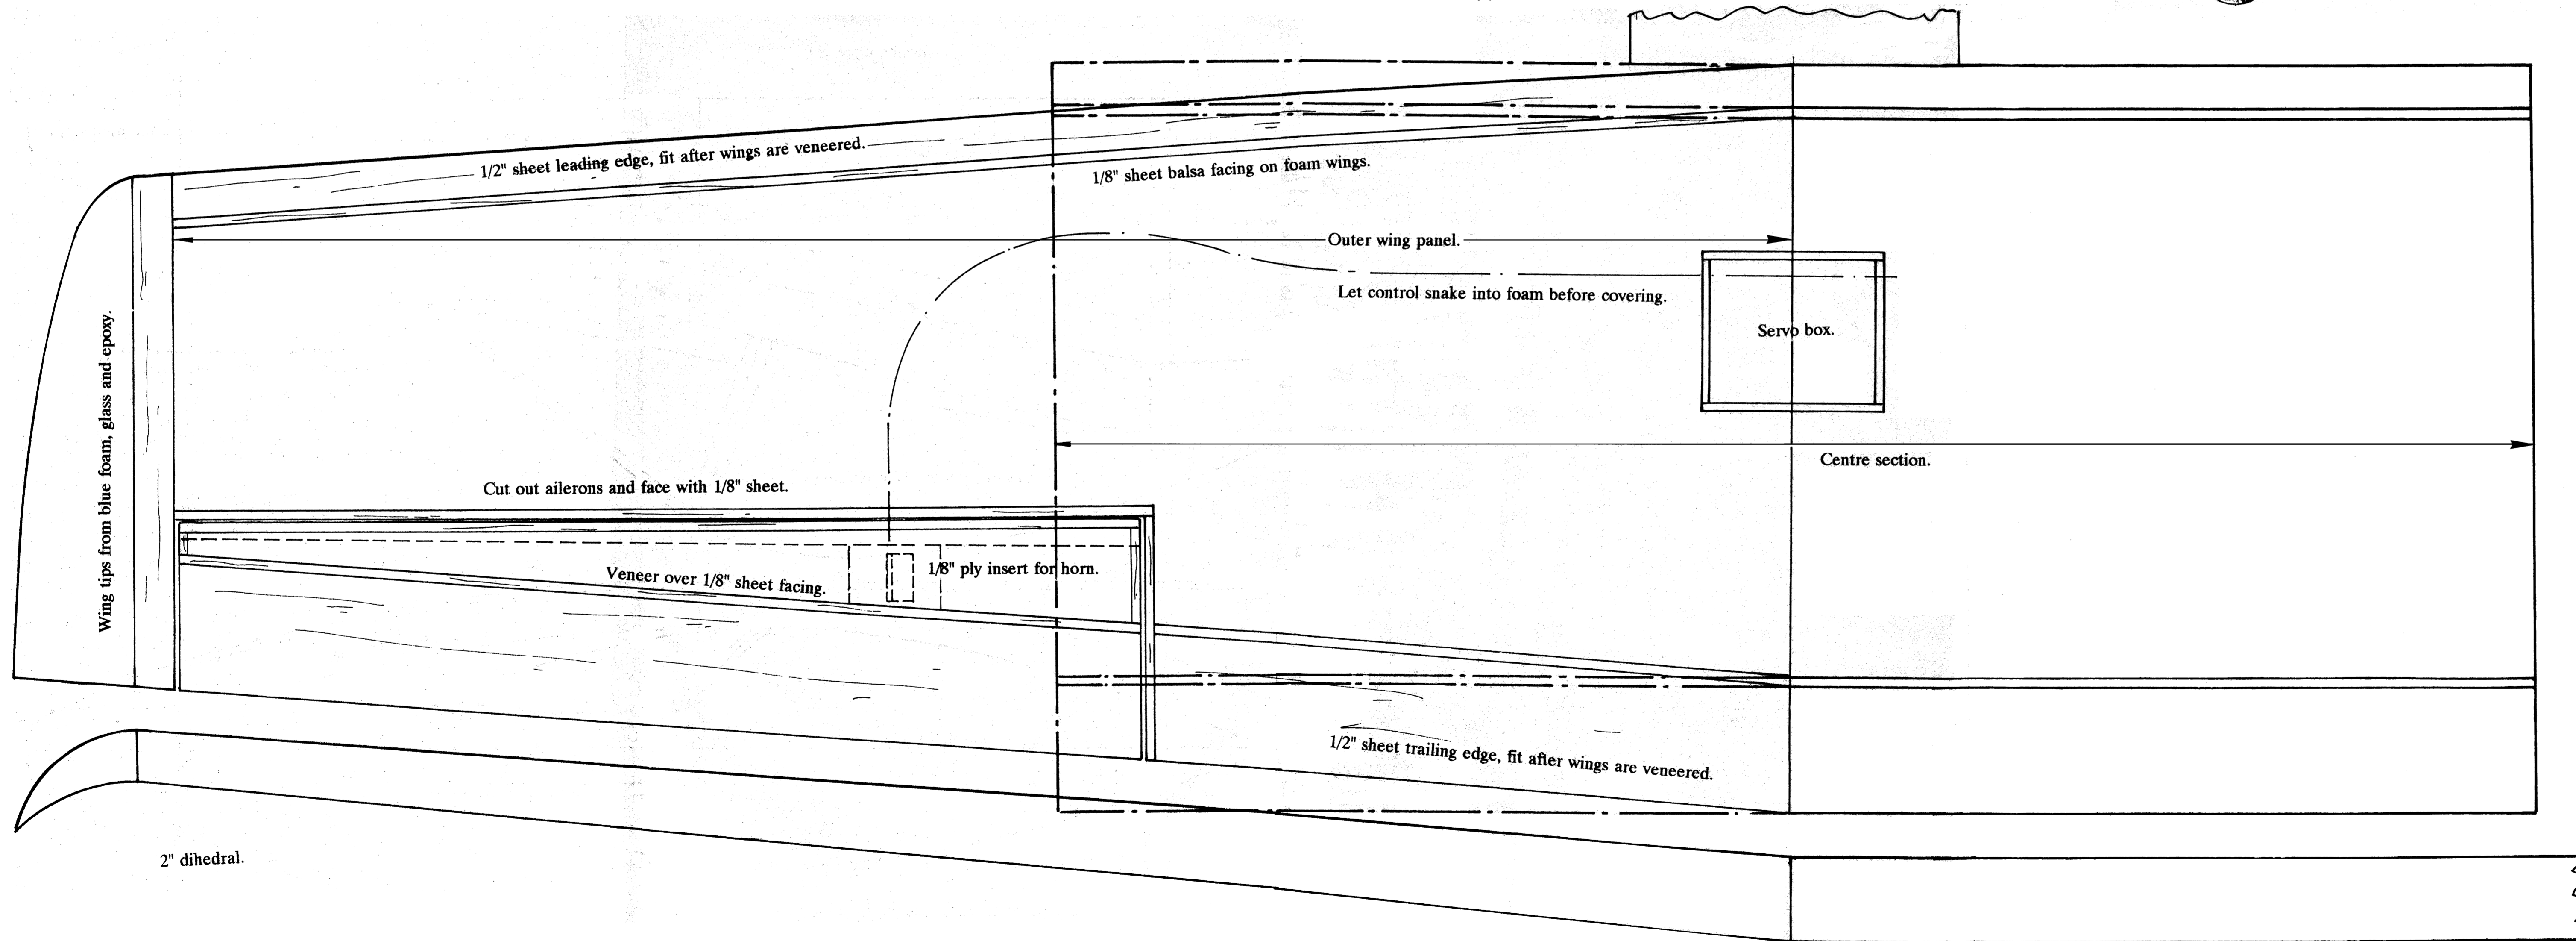 1/2" sheet leading edge, fit after wings are veneered.
1/8" sheet balsa facing on foam wings.
Outer wing panel.
Let control snake into foam before covering.
Servo box.
Wing tips from blue foam, glass and epoxy.
Centre section.
Cut out ailerons and face with 1/8" sheet.
Veneer over 1/8" sheet facing.
1/8" ply insert for horn.
1/2" sheet trailing edge, fit after wings are veneered.
2" dihedral.